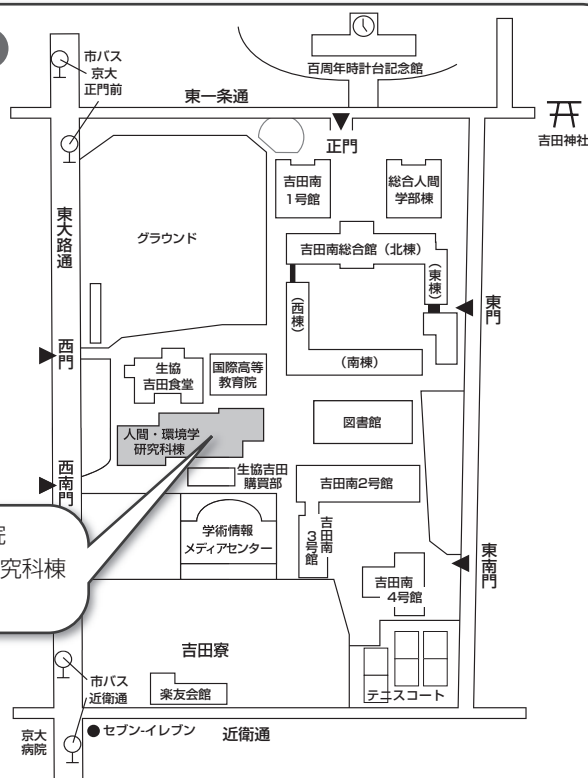 市バス
京大
正門前
百周年時計台記念館
東一条通
正門
吉田神社
吉田南
1号館
総合人間
学部棟
東大路通
グラウンド
吉田南総合館（北棟）
（東棟）
（西棟）
東門
（南棟）
西門
生協
吉田食堂
国際高等
教育院
図書館
人間・環境学
研究科棟
西南門
生協吉田
購買部
吉田南2号館
院
究科棟
学術情報
メディアセンター
吉田南
3号館
東南門
吉田南
4号館
吉田寮
市バス
近衛通
楽友会館
テニスコート
京大
病院
セブン-イレブン
近衛通